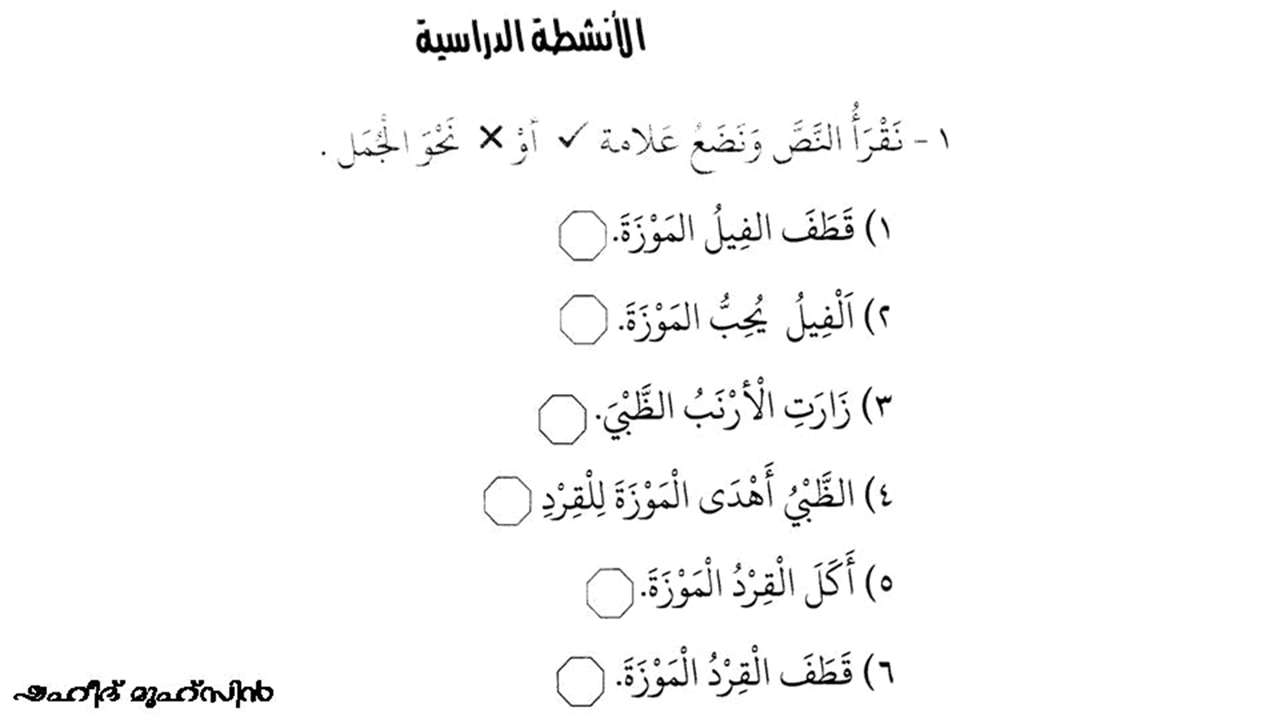 الأنشطة الدراسية
١ - نَقْرَأُ النَّصَّ وَنَضَعُ عَلامة ✓ أَوْ ✕ نَحْوَ الْجُمَل .
١) قَطَفَ الفِيلُ المَوْزَةَ.
٢) اَلْفِيلُ يُحِبُّ المَوْزَةَ.
٣) زَارَتِ الْأَرْنَبُ الظَّبْيَ.
٤) الظَّبْيُ أَهْدَى الْمَوْزَةَ لِلْقِرْدِ
٥) أَكَلَ الْقِرْدُ الْمَوْزَةَ.
٦) قَطَفَ الْقِرْدُ الْمَوْزَةَ.
ഷഹീദ് മുഹ്സിൻ